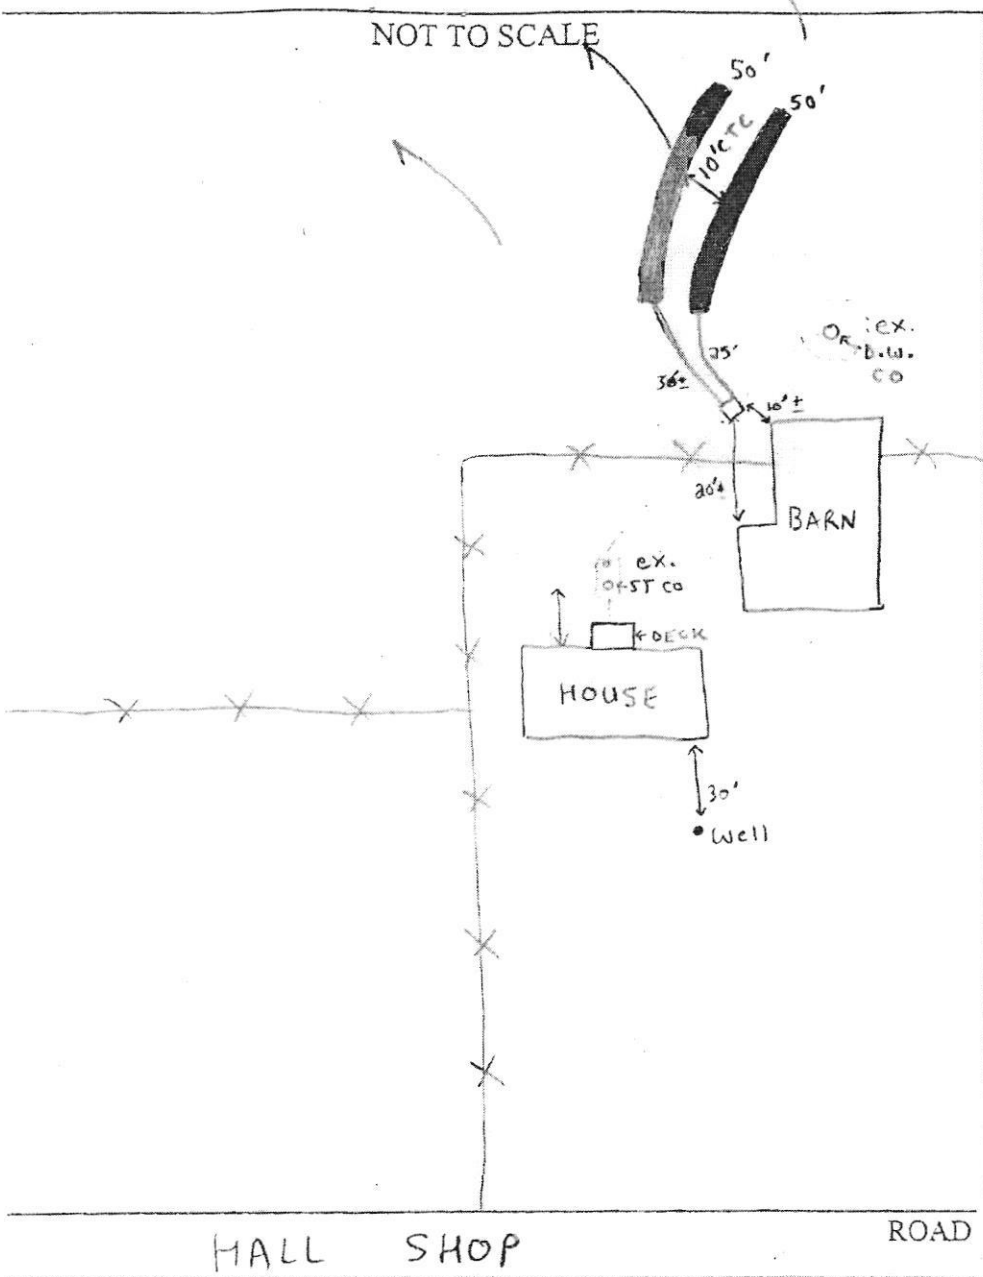 NOT TO SCALE
50'
50'
10'CTC
ex.
D.W.
CO
25'
30±
10'±
20'±
BARN
ex.
ST CO
DECK
HOUSE
30'
Well
HALL SHOP ROAD